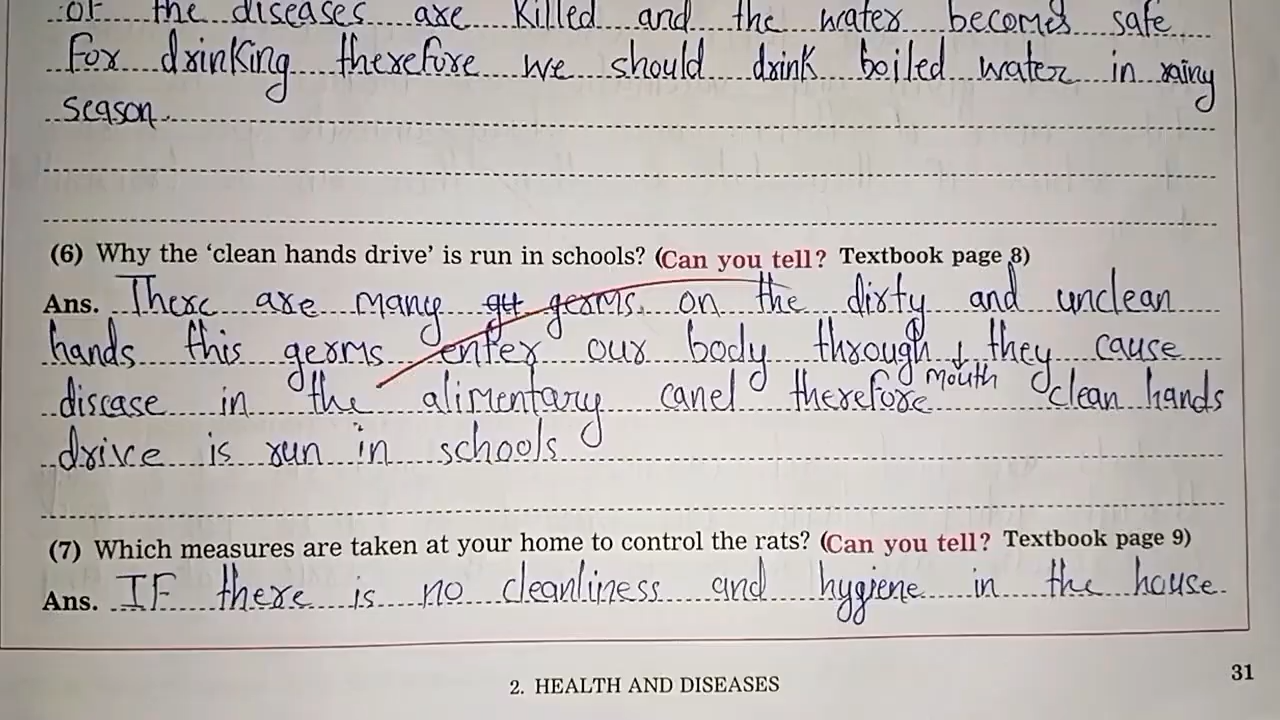 of the diseases are killed and the water becomes safe
For drinking therefore we should drink boiled water in rainy
season
(6) Why the 'clean hands drive' is run in schools? (Can you tell? Textbook page 8)
Ans. There are many germs on the dirty and unclean
hands this germs enter our body through mouth they cause
disease in the alimentary canel therefore clean hands
drive is run in schools
(7) Which measures are taken at your home to control the rats? (Can you tell? Textbook page 9)
Ans. IF there is no cleanliness and hygiene in the house
2. HEALTH AND DISEASES
31